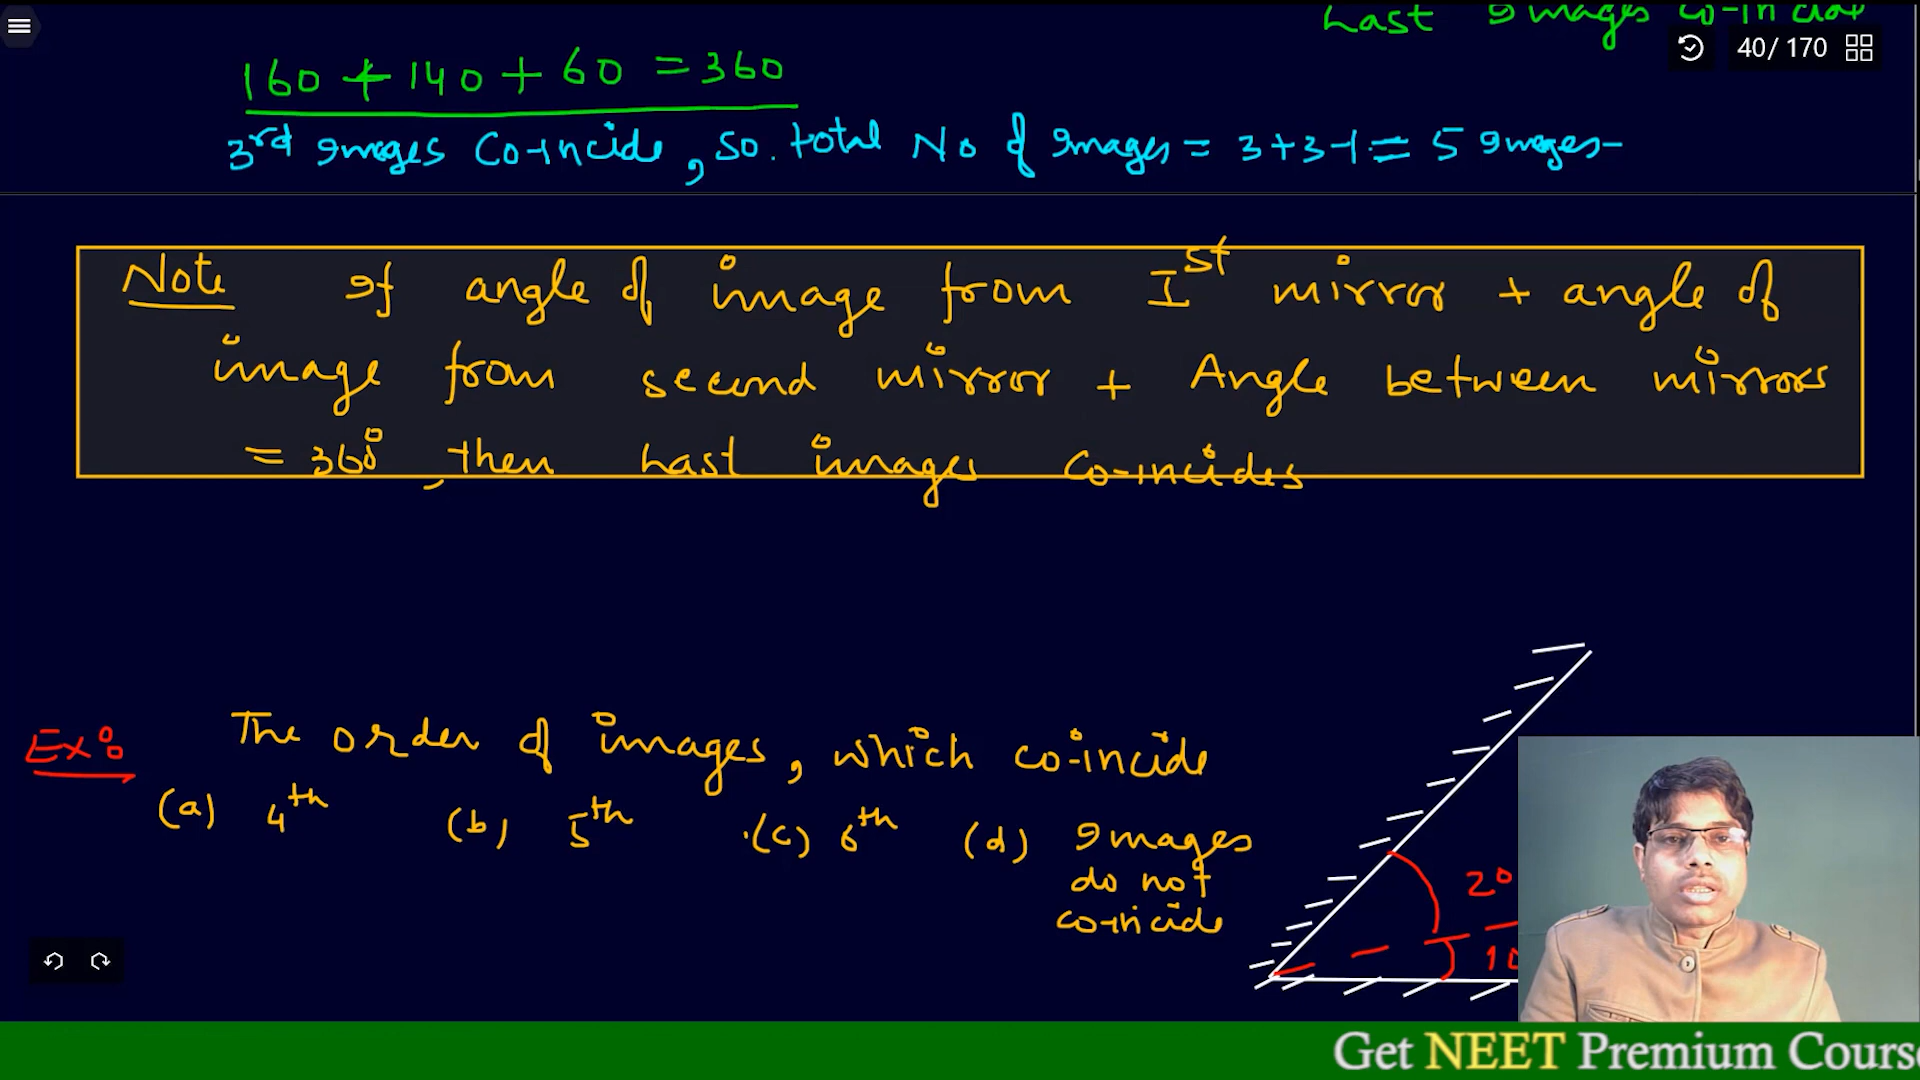 Last images co-incide
40/ 170
160 + 140 + 60 = 360
3rd images Co-incide, So. total No of images = 3+3-1 = 5 images-
Note If angle of image from Ist mirror + angle of
image from second mirror + Angle between mirrors
= 360°, then Last images Co-incides
Ex: The order of images, which co-incide
(a) 4th (b) 5th (c) 6th (d) images
do not
co-incide
20
10
Get NEET Premium Cours